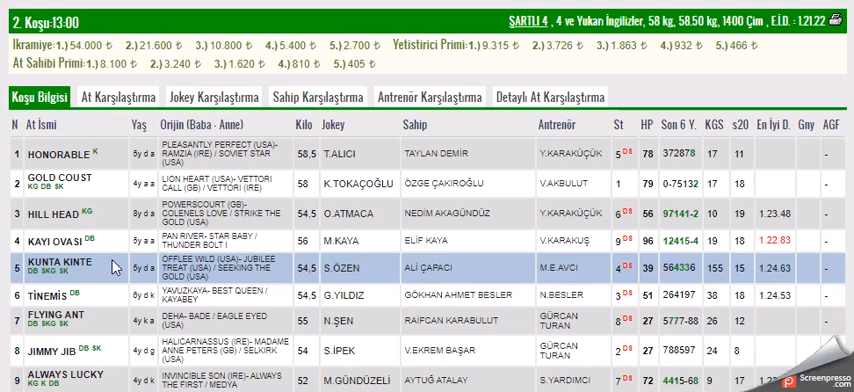 2. Koşu:13:00 ŞARTLI 4 , 4 ve Yukarı İngilizler, 58 kg, 58.50 kg, 1400 Çim , E.İ.D. : 1.21.22
Ikramiye:1.) 54.000 ₺ 2.) 21.600 ₺ 3.) 10.800 ₺ 4.) 5.400 ₺ 5.) 2.700 ₺ Yetistirici Primi:1.) 9.315 ₺ 2.) 3.726 ₺ 3.) 1.863 ₺ 4.) 932 ₺ 5.) 466 ₺
At Sahibi Primi:1.) 8.100 ₺ 2.) 3.240 ₺ 3.) 1.620 ₺ 4.) 810 ₺ 5.) 405 ₺
Koşu Bilgisi At Karşılaştırma Jokey Karşılaştırma Sahip Karşılaştırma Antrenör Karşılaştırma Detaylı At Karşılaştırma
N At İsmi Yaş Orijin (Baba - Anne) Kilo Jokey Sahip Antrenör St HP Son 6 Y. KGS s20 En İyi D. Gny AGF
PLEASANTLY PERFECT (USA)-
1 HONORABLE K 5y d a RAMZIA (IRE) / SOVIET STAR 58,5 T.ALICI TAYLAN DEMİR Y.KARAKÜÇÜK 5 DS 78 372878 17 11 -
(USA)
2 GOLD COUST 4y a a LION HEART (USA)- VETTORI 58 K.TOKAÇOĞLU ÖZGE ÇAKIROĞLU V.AKBULUT 1 79 0-75132 17 18 -
KG DB SK CALL (GB) / VETTORI (IRE)
POWERSCOURT (GB)-
3 HILL HEAD KG 8y d a COLENELS LOVE / STRIKE THE 54,5 O.ATMACA NEDİM AKAGÜNDÜZ Y.KARAKÜÇÜK 6 DS 56 97141-2 10 19 1.23.48 -
GOLD (USA)
4 KAYI OVASI DB 5y a a PAN RIVER- STAR BABY / 56 M.KAYA ELİF KAYA V.KARAKUŞ 9 DS 96 12415-4 19 18 1.22.83 -
THUNDER BOLT I
5 KUNTA KINTE 5y d a OFFLEE WILD (USA)- JUBILEE 54,5 S.ÖZEN ALİ ÇAPACI M.E.AVCI 4 DS 39 564336 155 15 1.24.63 -
DB SKG SK TREAT (USA) / SEEKING THE
GOLD (USA)
6 TİNEMİS DB 8y d k YAVUZKAYA- BEST QUEEN / 54,5 G.YILDIZ GÖKHAN AHMET BESLER N.BESLER 3 DS 51 264197 38 18 1.24.53 -
KAYABEY
7 FLYING ANT 4y k a DEHA- BADE / EAGLE EYED 55 N.ŞEN RAIFCAN KARABULUT GÜRCAN TURAN 8 DS 27 5777-88 26 12 -
DB SKG SK (USA)
HALICARNASSUS (IRE)- MADAME
8 JIMMY JIB DB SK 4y d g ANNE PETERS (GB) / SELKIRK 54 S.İPEK V.EKREM BAŞAR GÜRCAN TURAN 2 DS 27 788597 24 8 -
(USA)
9 ALWAYS LUCKY 4y d k INVINCIBLE SON (IRE)- ALWAYS 52 M.GÜNDÜZELİ AYTUĞ ATALAY S.YARDIMCI 7 DS 72 4415-68 17
KG K DB THE FIRST / MEDYA
Screenpresso
.com